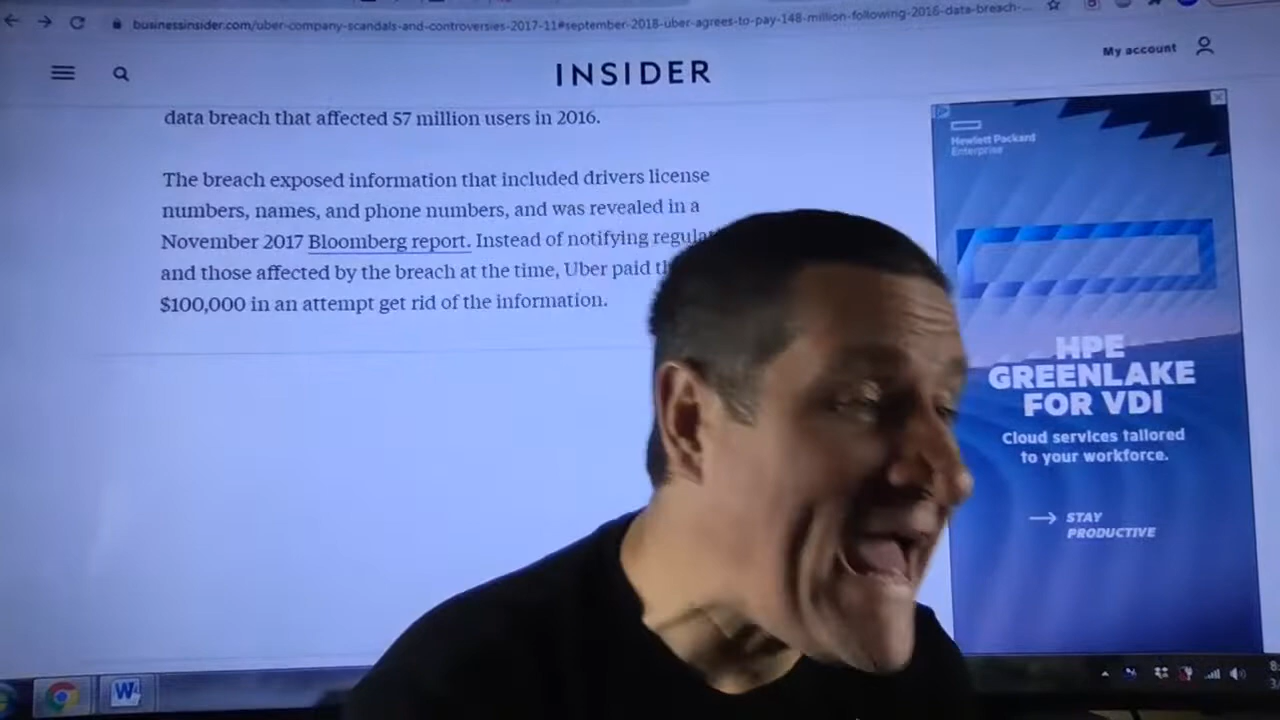 businessinsider.com/uber-company-scandals-and-controversies-2017-11#september-2018-uber-agrees-to-pay-148-million-following-2016-data-breach-...
INSIDER
My account
data breach that affected 57 million users in 2016.
The breach exposed information that included drivers license
numbers, names, and phone numbers, and was revealed in a
November 2017 Bloomberg report. Instead of notifying
and those affected by the breach at the time, Uber paid
$100,000 in an attempt get rid of the information.
Hewlett Packard
Enterprise
HPE
GREENLAKE
FOR VDI
Cloud services tailored
to your workforce.
STAY
PRODUCTIVE
W